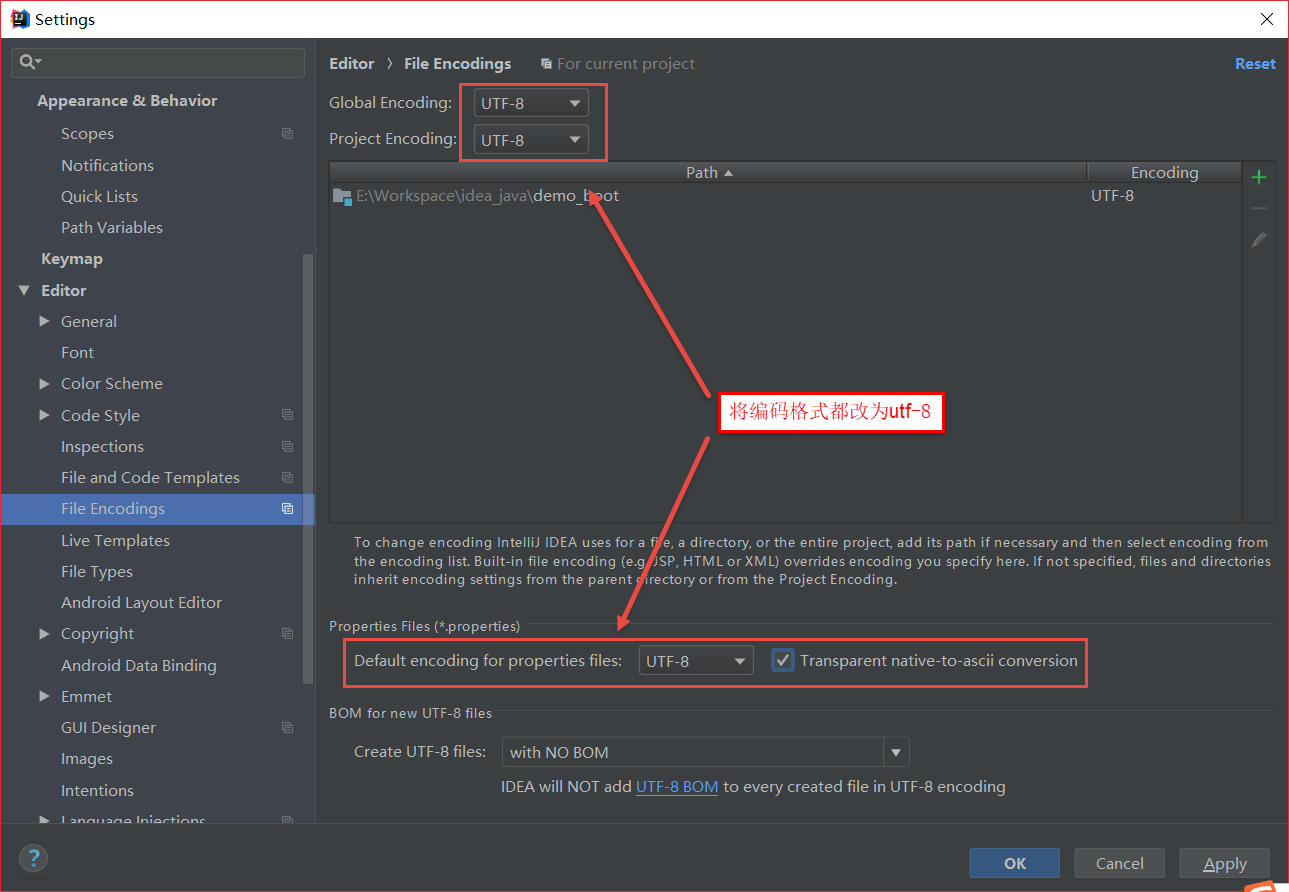 Settings
Editor › File Encodings For current project Reset
Appearance & Behavior
Scopes
Notifications
Quick Lists
Path Variables
Keymap
Editor
General
Font
Color Scheme
Code Style
Inspections
File and Code Templates
File Encodings
Live Templates
File Types
Android Layout Editor
Copyright
Android Data Binding
Emmet
GUI Designer
Images
Intentions
Language Injections
Global Encoding: UTF-8
Project Encoding: UTF-8
Path Encoding
E:\Workspace\idea_java\demo_boot UTF-8
将编码格式都改为utf-8
To change encoding IntelliJ IDEA uses for a file, a directory, or the entire project, add its path if necessary and then select encoding from
the encoding list. Built-in file encoding (e.g. JSP, HTML or XML) overrides encoding you specify here. If not specified, files and directories
inherit encoding settings from the parent directory or from the Project Encoding.
Properties Files (*.properties)
Default encoding for properties files: UTF-8 Transparent native-to-ascii conversion
BOM for new UTF-8 files
Create UTF-8 files: with NO BOM
IDEA will NOT add UTF-8 BOM to every created file in UTF-8 encoding
? OK Cancel Apply